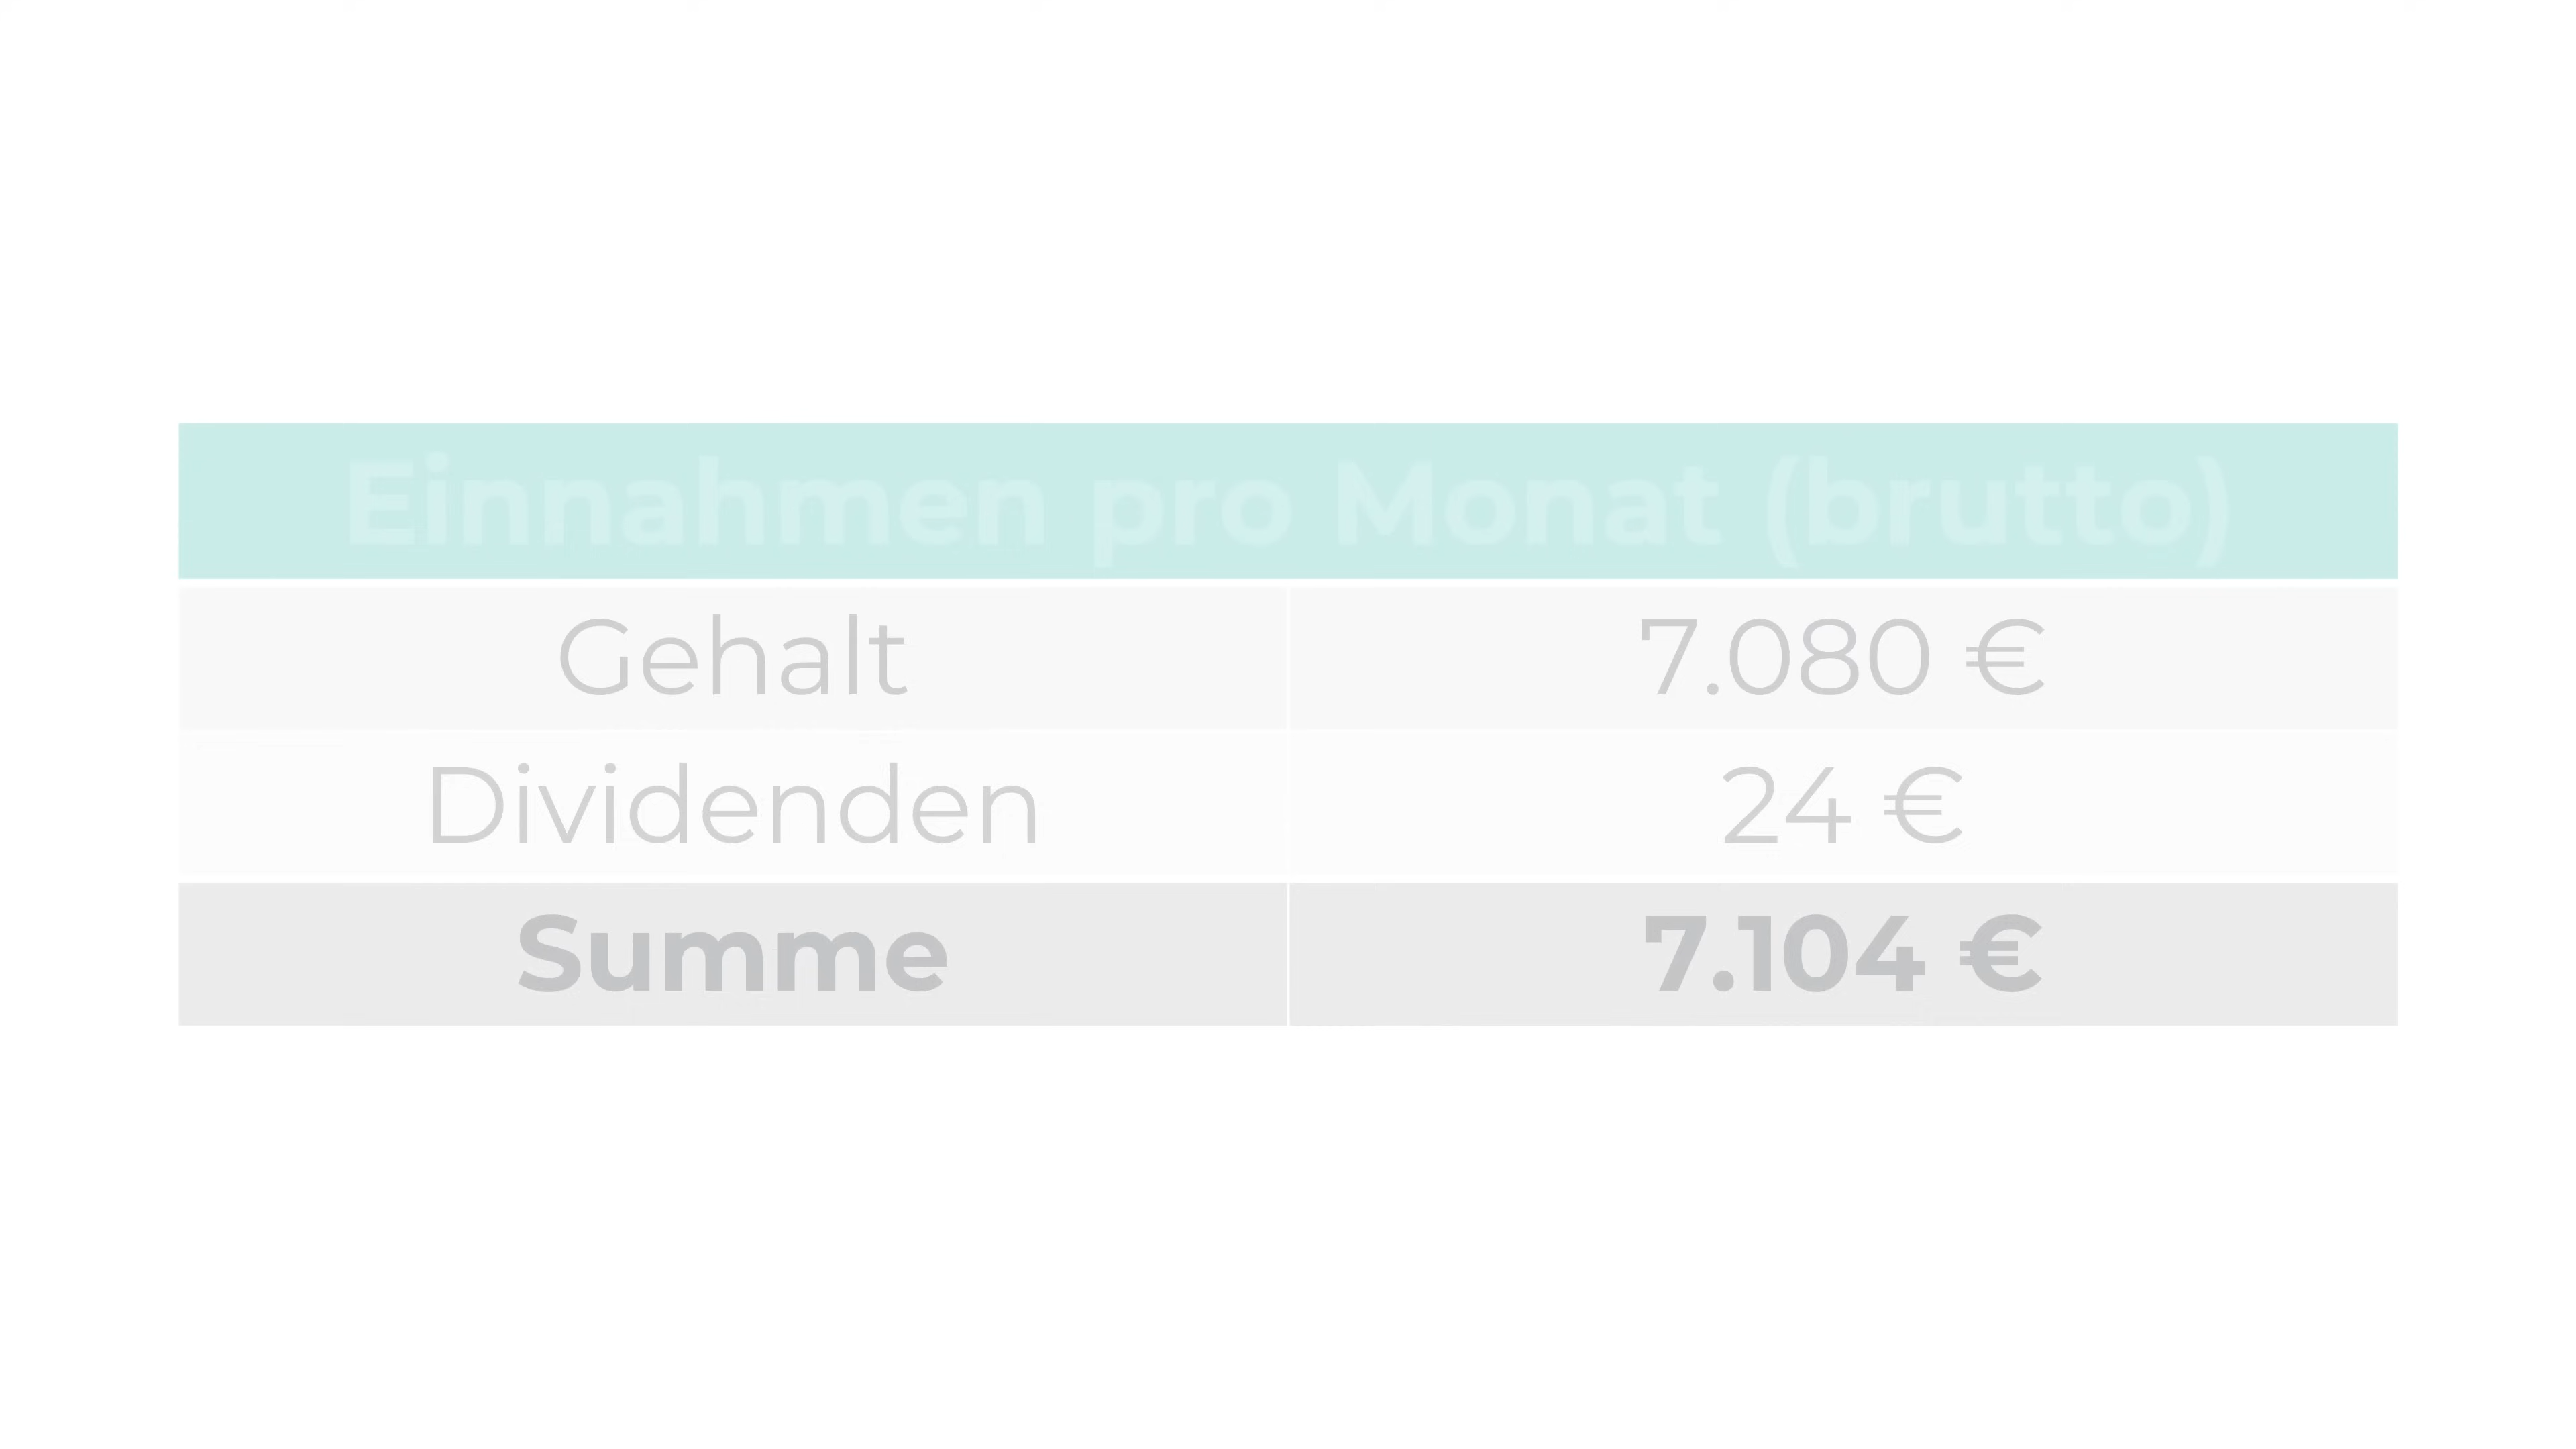 Einnahmen pro Monat (brutto)
Gehalt 7.080 €
Dividenden 24 €
Summe 7.104 €